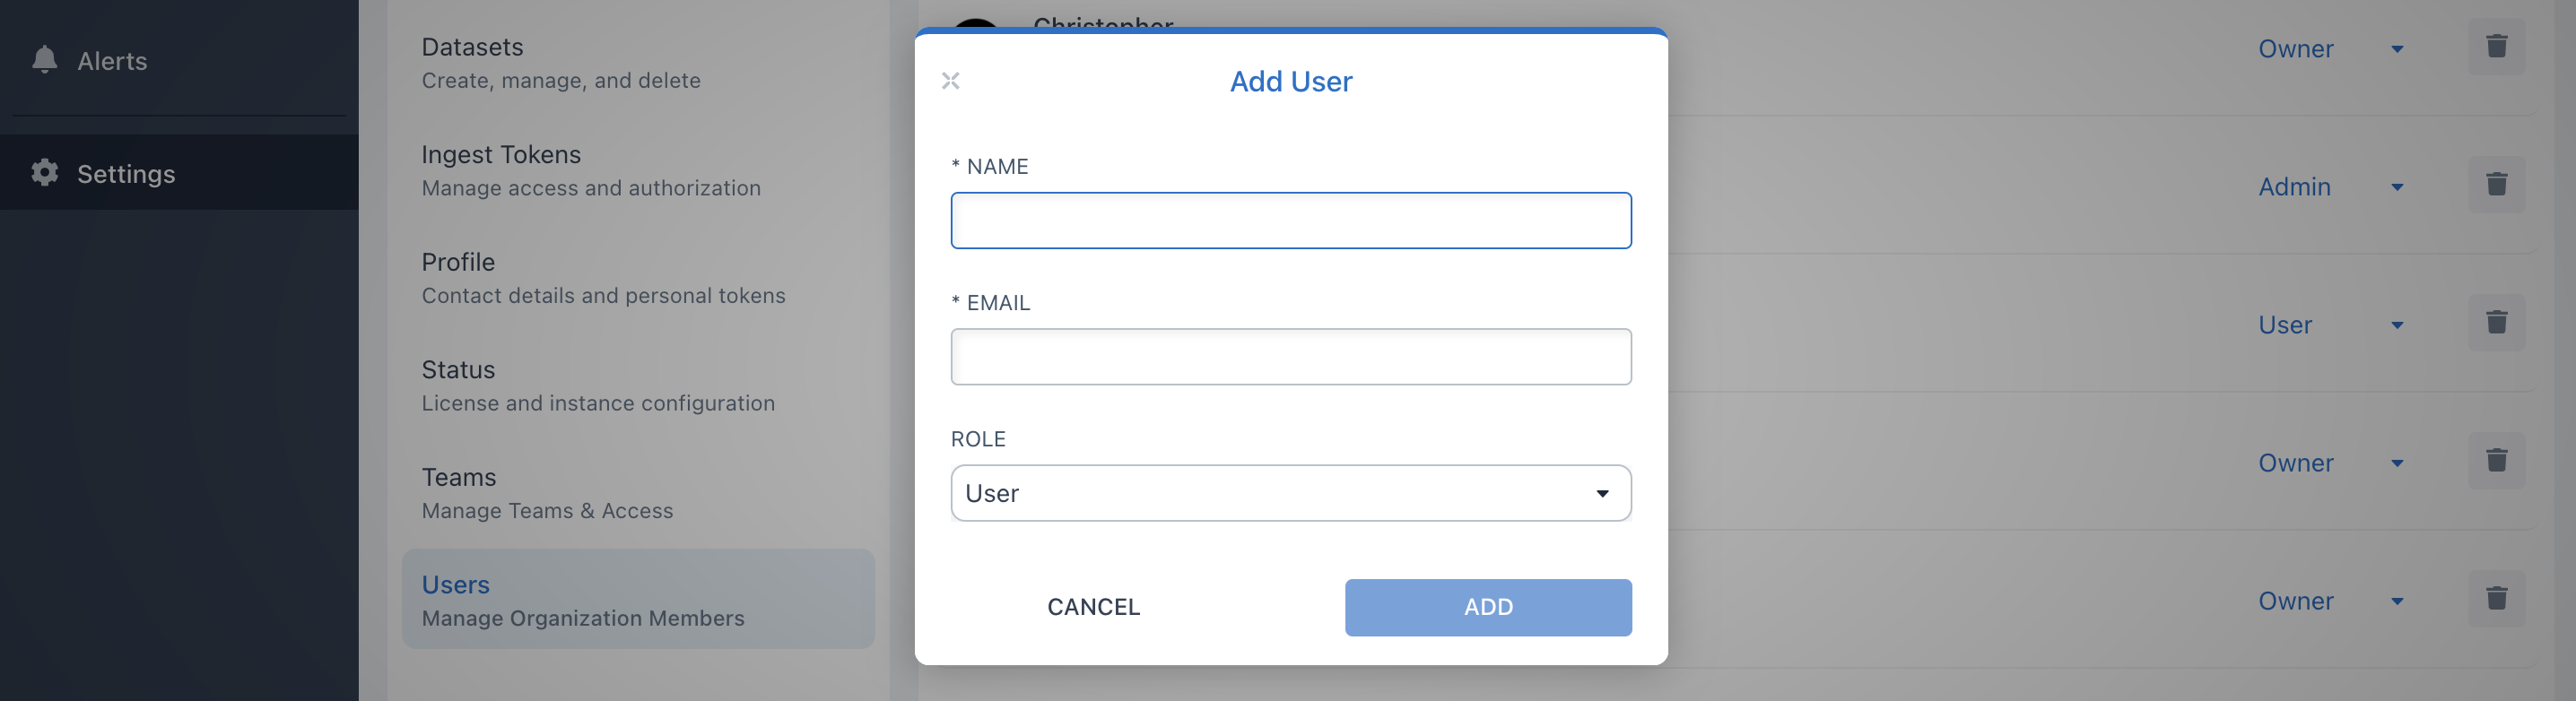 Alerts
Settings
Datasets
Create, manage, and delete
Ingest Tokens
Manage access and authorization
Profile
Contact details and personal tokens
Status
License and instance configuration
Teams
Manage Teams & Access
Users
Manage Organization Members
Christopher
Add User
* NAME
* EMAIL
ROLE
User
CANCEL
ADD
Owner
Admin
User
Owner
Owner